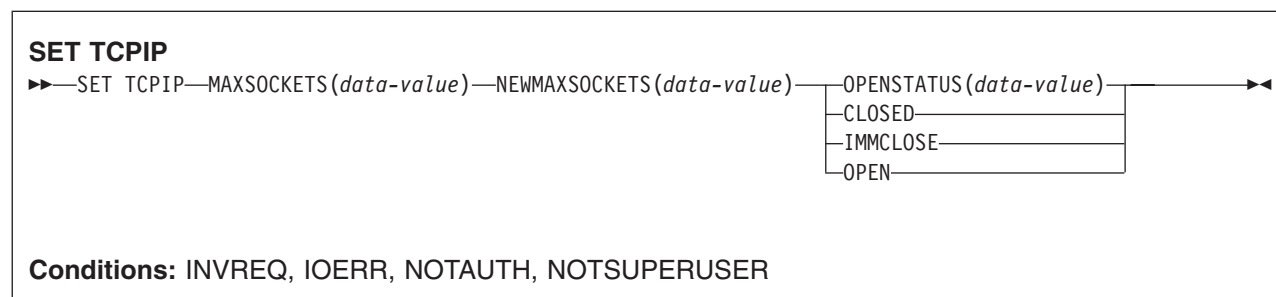 SET TCPIP
SET TCPIP MAXSOCKETS(data-value) NEWMAXSOCKETS(data-value) OPENSTATUS(data-value)
CLOSED
IMMCLOSE
OPEN
Conditions: INVREQ, IOERR, NOTAUTH, NOTSUPERUSER